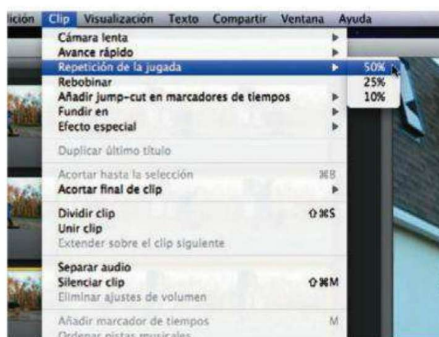 ición Clip Visualización Texto Compartir Ventana Ayuda
Cámara lenta
Avance rápido
Repetición de la jugada 50%
Rebobinar 25%
Añadir jump-cut en marcadores de tiempos 10%
Fundir en
Efecto especial
Duplicar último título
Acortar hasta la selección ⌘B
Acortar final de clip
Dividir clip ⇧⌘S
Unir clip
Extender sobre el clip siguiente
Separar audio
Silenciar clip ⇧⌘M
Eliminar ajustes de volumen
Añadir marcador de tiempos M
Ordenar pistas musicales